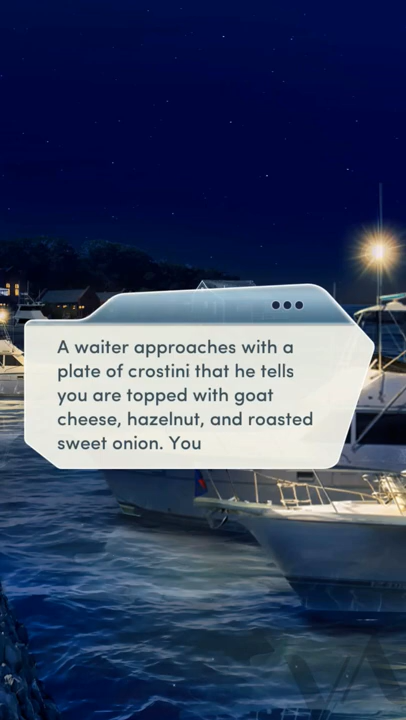 A waiter approaches with a
plate of crostini that he tells
you are topped with goat
cheese, hazelnut, and roasted
sweet onion. You